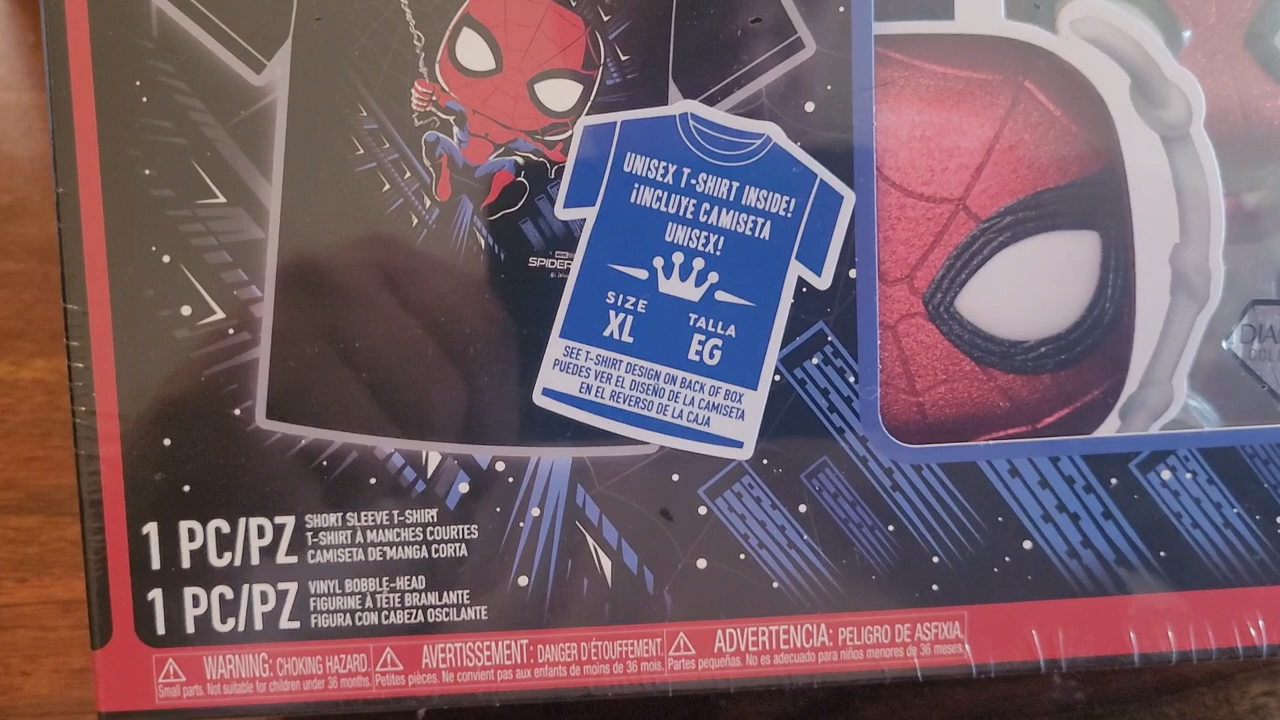 SPIDER
UNISEX T-SHIRT INSIDE!
¡INCLUYE CAMISETA
UNISEX!
SIZE
XL
TALLA
EG
SEE T-SHIRT DESIGN ON BACK OF BOX
PUEDES VER EL DISEÑO DE LA CAMISETA
EN EL REVERSO DE LA CAJA
1 PC/PZ
SHORT SLEEVE T-SHIRT
T-SHIRT À MANCHES COURTES
CAMISETA DE MANGA CORTA
1 PC/PZ
VINYL BOBBLE-HEAD
FIGURINE À TÊTE BRANLANTE
FIGURA CON CABEZA OSCILANTE
WARNING: CHOKING HAZARD.
Small parts. Not suitable for children under 36 months.
AVERTISSEMENT: DANGER D'ÉTOUFFEMENT.
Petites pièces. Ne convient pas aux enfants de moins de 36 mois.
ADVERTENCIA: PELIGRO DE ASFIXIA.
Partes pequeñas. No es adecuado para niños menores de 36 meses.